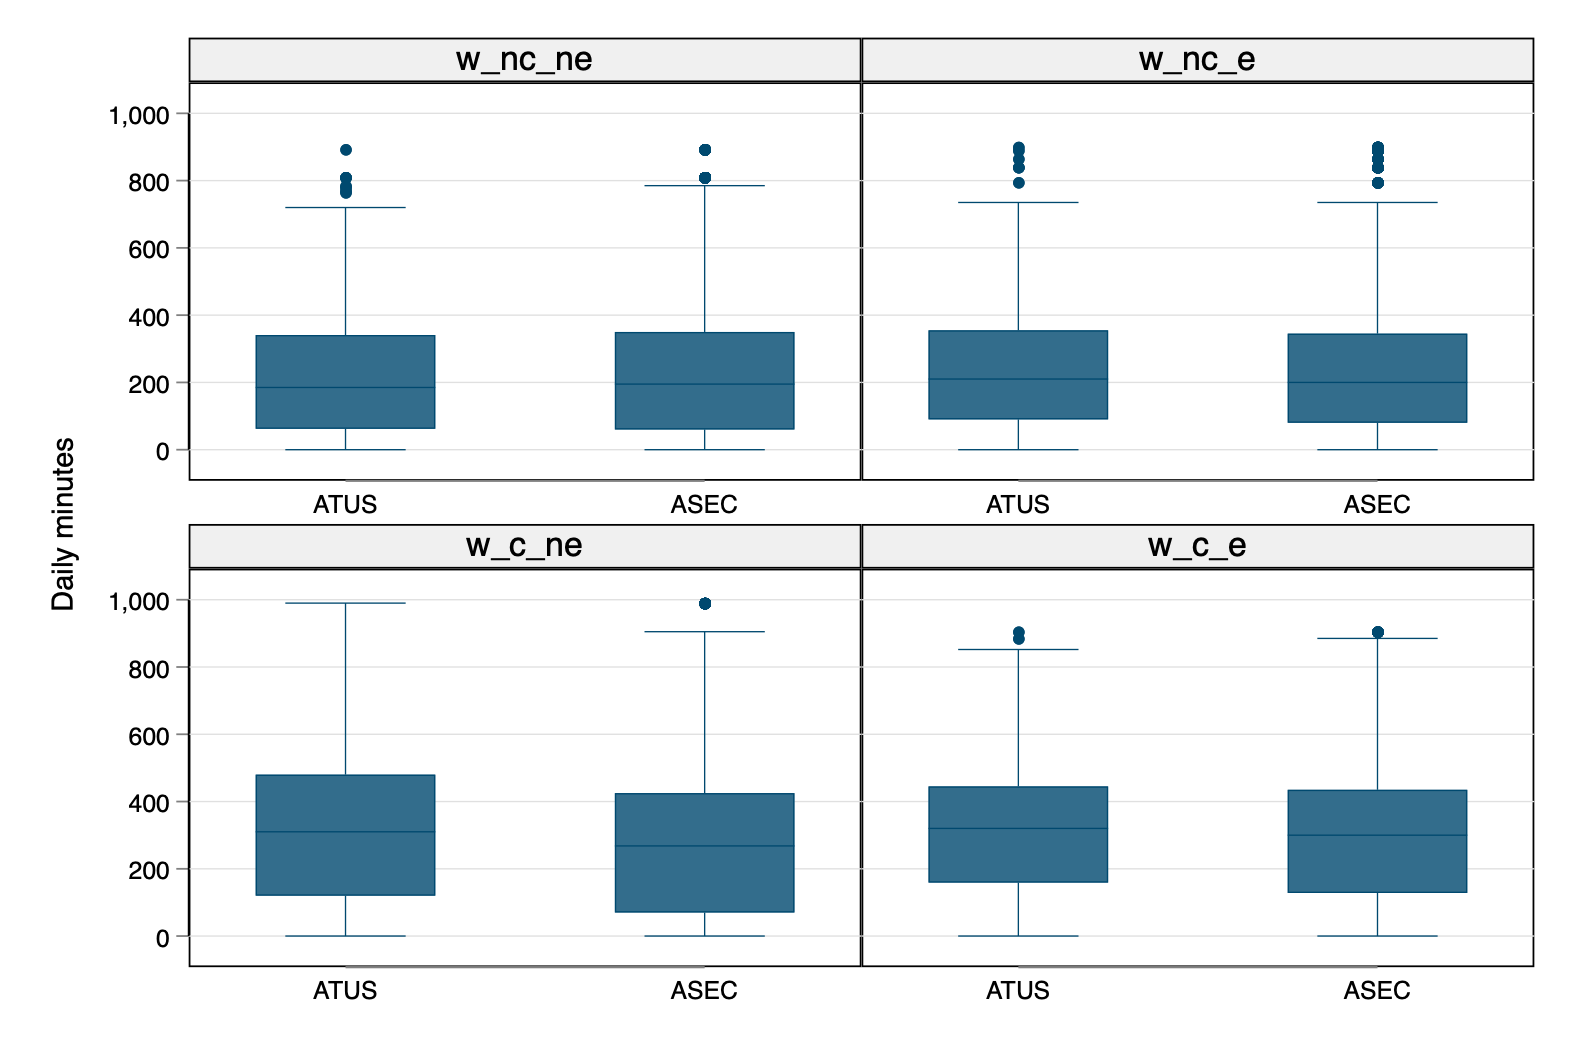 w_nc_ne
w_nc_e
1,000
800
600
400
200
0
ATUS
ASEC
ATUS
ASEC
Daily minutes
w_c_ne
w_c_e
1,000
800
600
400
200
0
ATUS
ASEC
ATUS
ASEC